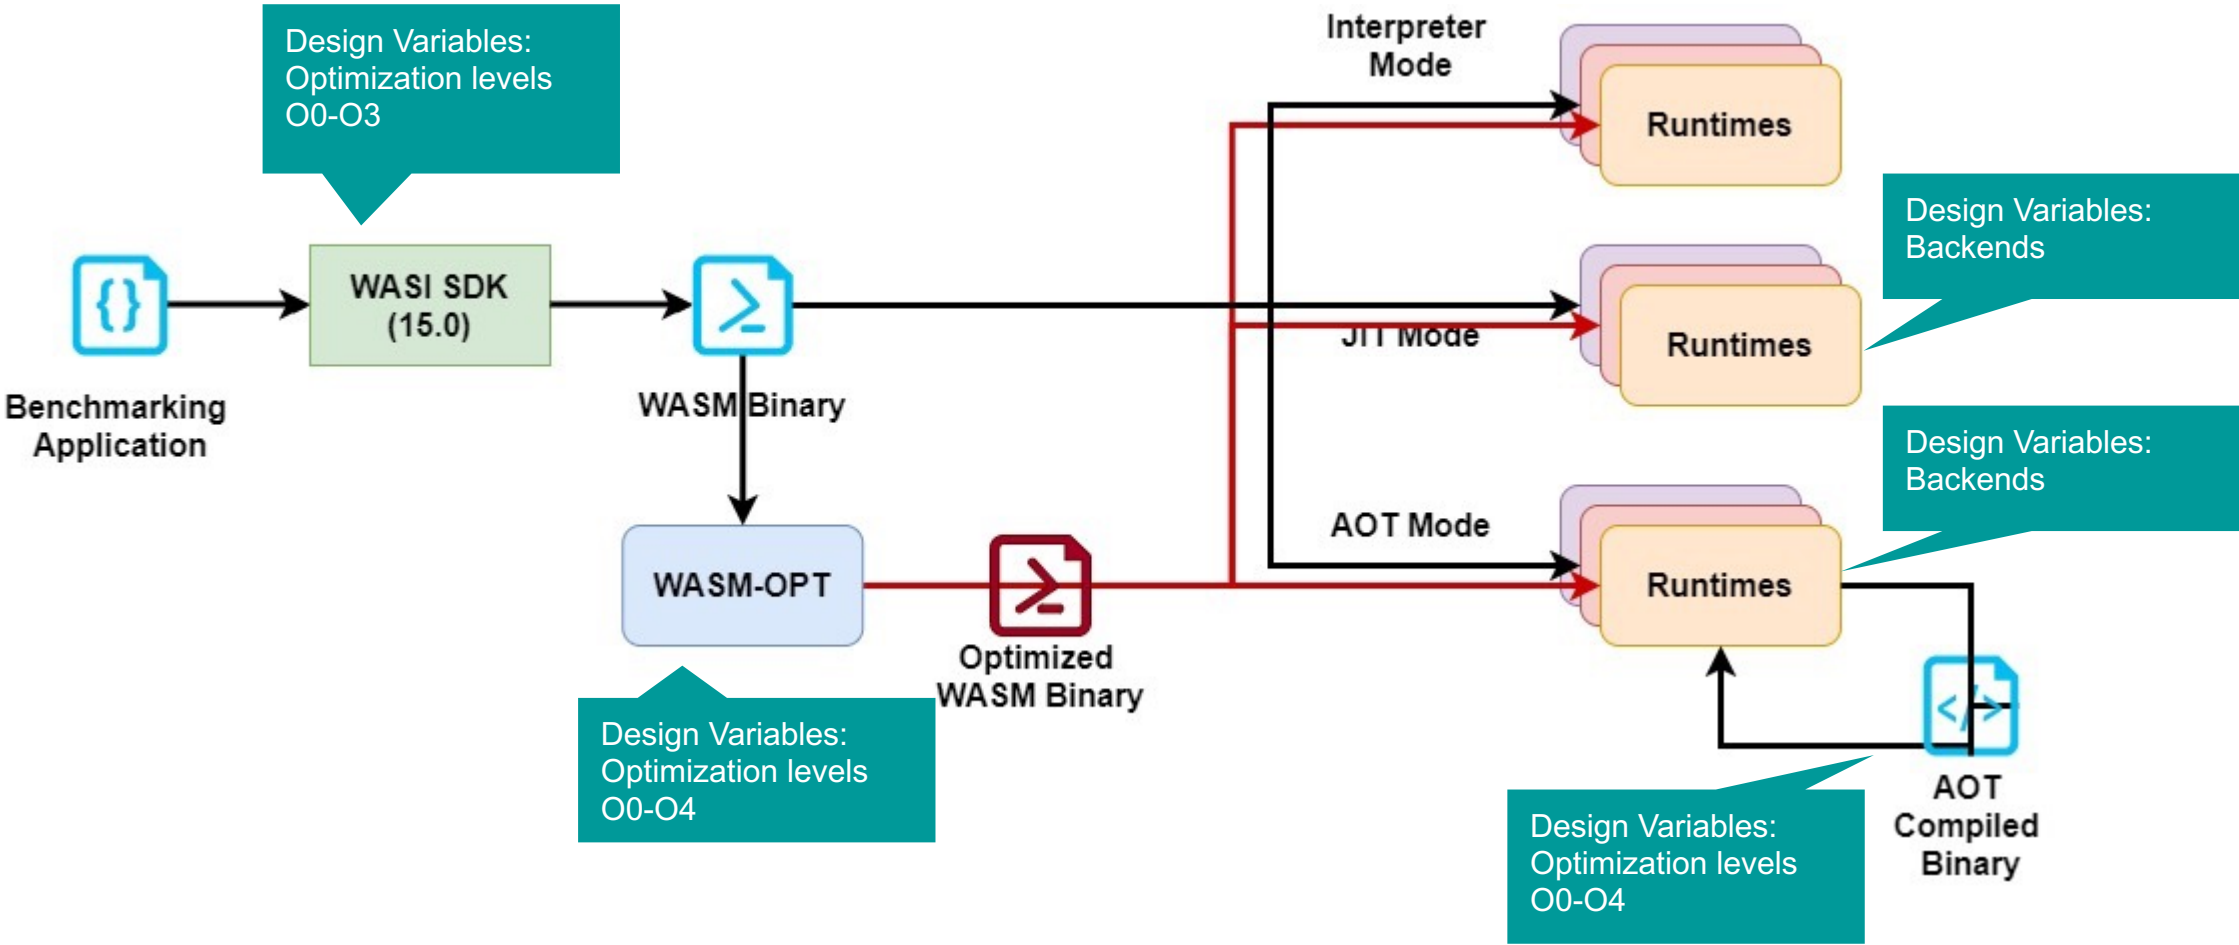 Design Variables:
Optimization levels
O0-O3
Interpreter
Mode
Runtimes
Design Variables:
Backends
WASI SDK
(15.0)
JIT Mode
Runtimes
Benchmarking
Application
WASM Binary
Design Variables:
Backends
AOT Mode
WASM-OPT
Runtimes
Optimized
WASM Binary
Design Variables:
Optimization levels
O0-O4
AOT
Compiled
Binary
Design Variables:
Optimization levels
O0-O4